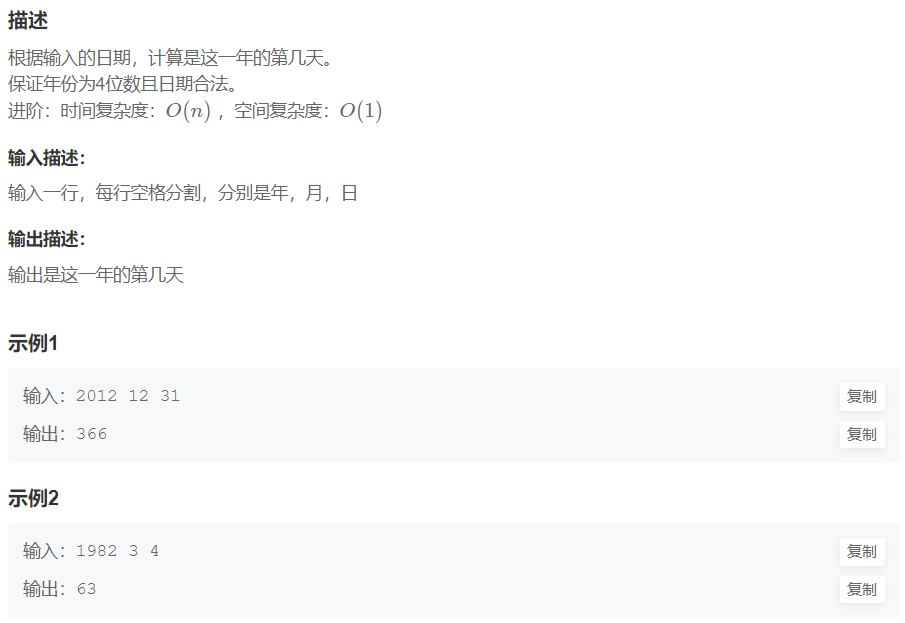 描述
根据输入的日期，计算是这一年的第几天。
保证年份为4位数且日期合法。
进阶：时间复杂度：O(n) ，空间复杂度：O(1)
输入描述：
输入一行，每行空格分割，分别是年，月，日
输出描述：
输出是这一年的第几天
示例1
输入：2012 12 31 复制
输出：366 复制
示例2
输入：1982 3 4 复制
输出：63 复制